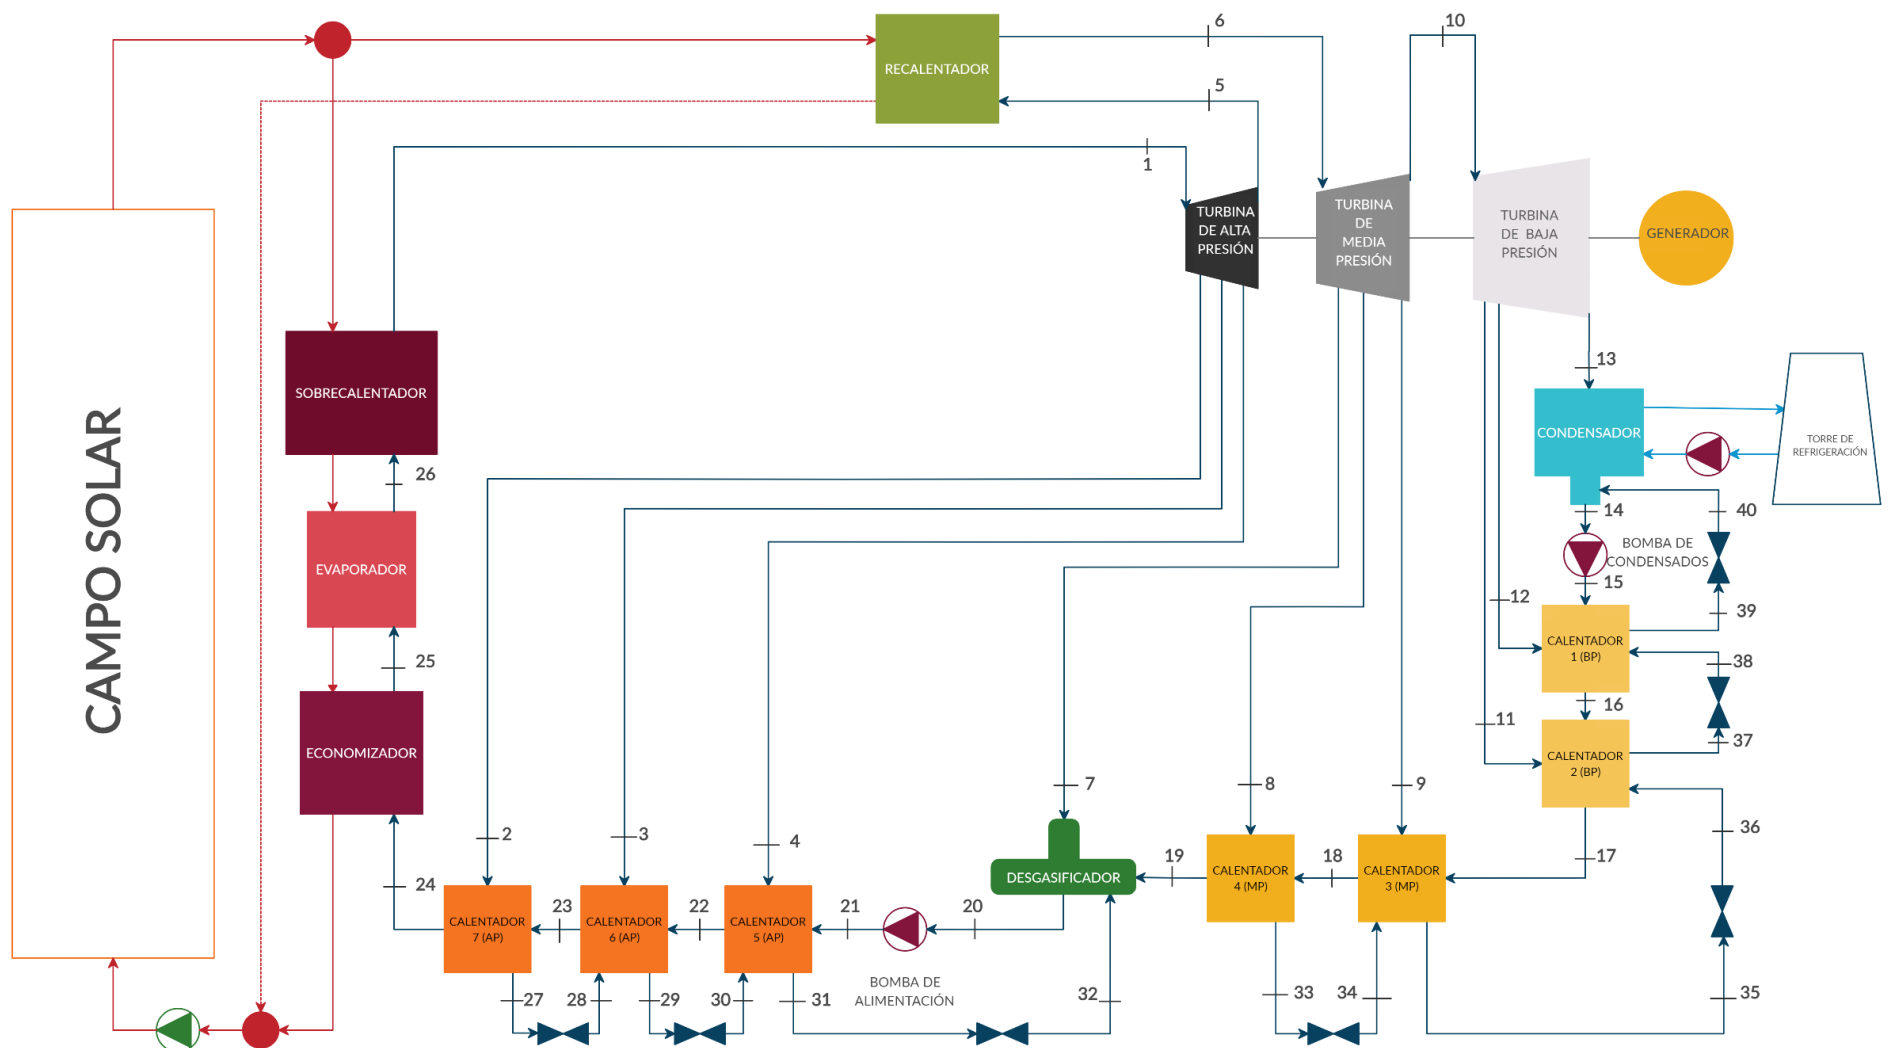 6
10
RECALENTADOR
5
1
TURBINA
DE ALTA
PRESIÓN
TURBINA
DE
MEDIA
PRESIÓN
TURBINA
DE BAJA
PRESIÓN
GENERADOR
CAMPO SOLAR
SOBRECALENTADOR
26
EVAPORADOR
25
ECONOMIZADOR
24
13
CONDENSADOR
TORRE DE
REFRIGERACIÓN
14
40
BOMBA DE
CONDENSADOS
15
12
39
CALENTADOR
1 (BP)
38
16
11
37
CALENTADOR
2 (BP)
36
17
2
3
4
7
8
9
19
18
DESGASIFICADOR
CALENTADOR
4 (MP)
CALENTADOR
3 (MP)
23
22
21
20
CALENTADOR
7 (AP)
CALENTADOR
6 (AP)
CALENTADOR
5 (AP)
BOMBA DE
ALIMENTACIÓN
27
28
29
30
31
32
33
34
35